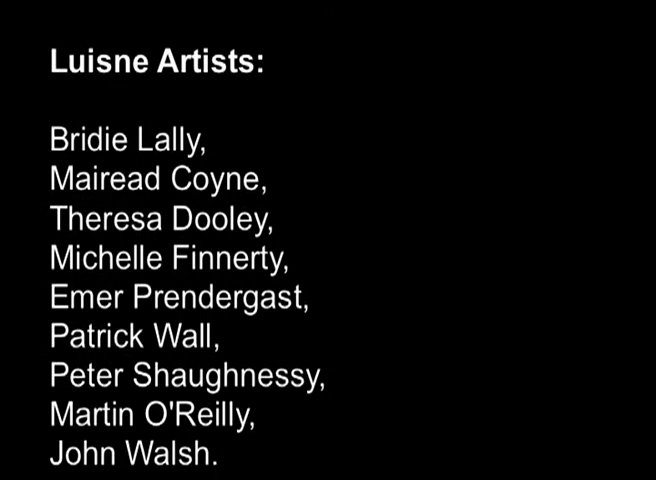 Luisne Artists:
Bridie Lally,
Mairead Coyne,
Theresa Dooley,
Michelle Finnerty,
Emer Prendergast,
Patrick Wall,
Peter Shaughnessy,
Martin O'Reilly,
John Walsh.